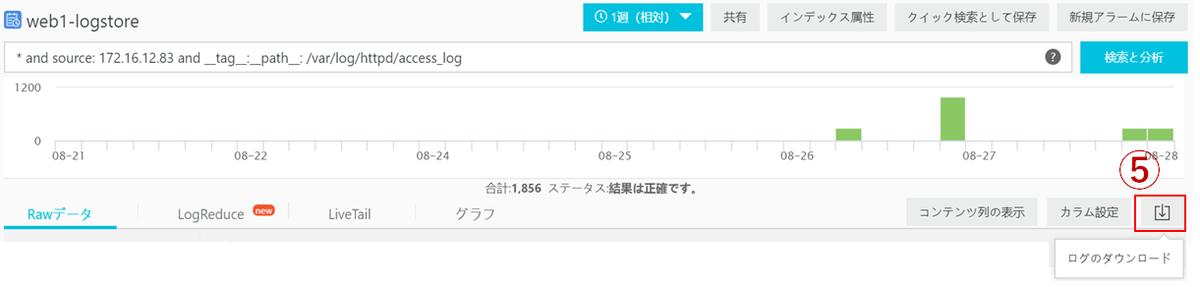 web1-logstore
1週（相対）
共有
インデックス属性
クイック検索として保存
新規アラームに保存
* and source: 172.16.12.83 and __tag__:__path__: /var/log/httpd/access_log
?
検索と分析
1200
0
08-21
08-22
08-24
08-25
08-26
08-27
08-28
⑤
合計:1,856 ステータス:結果は正確です。
Rawデータ
LogReduce new
LiveTail
グラフ
コンテンツ列の表示
カラム設定
ログのダウンロード